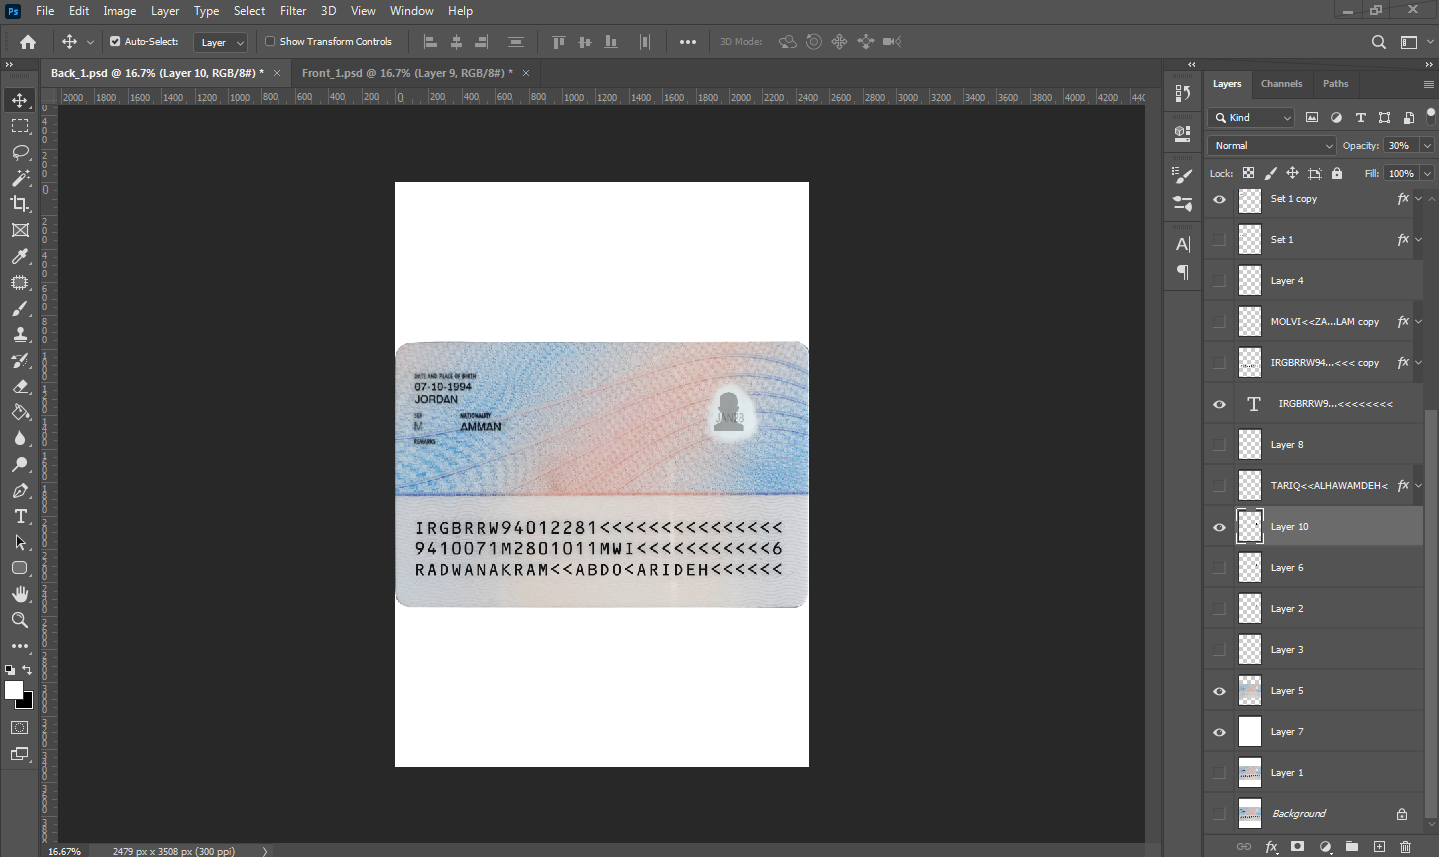 Ps File Edit Image Layer Type Select Filter 3D View Window Help
Auto-Select: Layer Show Transform Controls 3D Mode:
Back_1.psd @ 16.7% (Layer 10, RGB/8#) * × Front_1.psd @ 16.7% (Layer 9, RGB/8#) * ×
2000 1800 1600 1400 1200 1000 800 600 400 200 0 200 400 600 800 1000 1200 1400 1600 1800 2000 2200 2400 2600 2800 3000 3200 3400 3600 3800 4000 4200 4400
DATE AND PLACE OF BIRTH
07-10-1994
JORDAN
SEX NATIONALITY
M AMMAN
REMARKS
IRGBRRW94012281<<<<<<<<<<<<<<<
9410071M2801011MWI<<<<<<<<<<<6
RADWANAKRAM<<ABDO<ARIDEH<<<<<<
16.67% 2479 px x 3508 px (300 ppi)
Layers Channels Paths
Kind
Normal Opacity: 30%
Lock: Fill: 100%
Set 1 copy fx
Set 1 fx
Layer 4
MOLVI<<ZA...LAM copy fx
IRGBRRW94...<<< copy fx
T IRGBRRW9...<<<<<<<<
Layer 8
TARIQ<<ALHAWAMDEH< fx
Layer 10
Layer 6
Layer 2
Layer 3
Layer 5
Layer 7
Layer 1
Background
fx